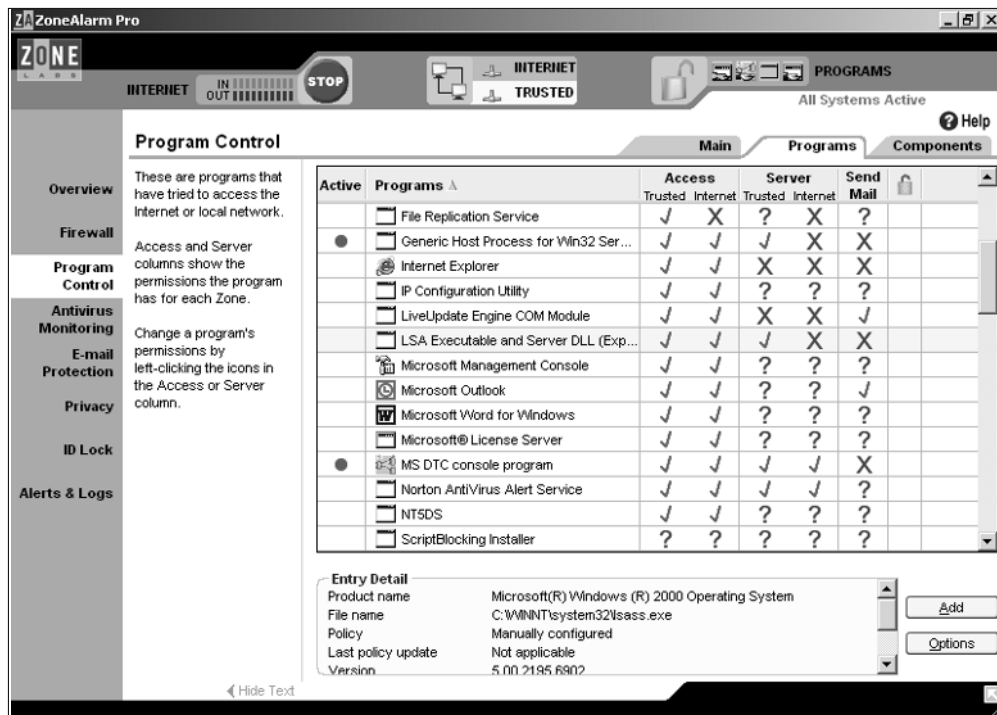 ZA ZoneAlarm Pro
ZONE
LABS
INTERNET
IN
OUT
STOP
INTERNET
TRUSTED
PROGRAMS
All Systems Active
Help
Program Control
Main
Programs
Components
Overview
Firewall
Program
Control
Antivirus
Monitoring
E-mail
Protection
Privacy
ID Lock
Alerts & Logs
These are programs that
have tried to access the
Internet or local network.
Access and Server
columns show the
permissions the program
has for each Zone.
Change a program's
permissions by
left-clicking the icons in
the Access or Server
column.
Active Programs Access Server Send
Trusted Internet Trusted Internet Mail
File Replication Service √ X ? X ?
Generic Host Process for Win32 Ser... √ √ √ X X
Internet Explorer √ √ X X X
IP Configuration Utility √ √ ? ? ?
LiveUpdate Engine COM Module √ √ X X √
LSA Executable and Server DLL (Exp... √ √ √ X X
Microsoft Management Console √ √ ? ? ?
Microsoft Outlook √ √ ? ? √
Microsoft Word for Windows √ √ ? ? ?
Microsoft® License Server √ √ ? ? ?
MS DTC console program √ √ √ √ X
Norton AntiVirus Alert Service √ √ √ √ ?
NT5DS √ √ ? ? ?
ScriptBlocking Installer ? ? ? ? ?
Entry Detail
Product name Microsoft(R) Windows (R) 2000 Operating System
File name C:\WINNT\system32\lsass.exe
Policy Manually configured
Last policy update Not applicable
Version 5.00.2195.6902
Add
Options
Hide Text